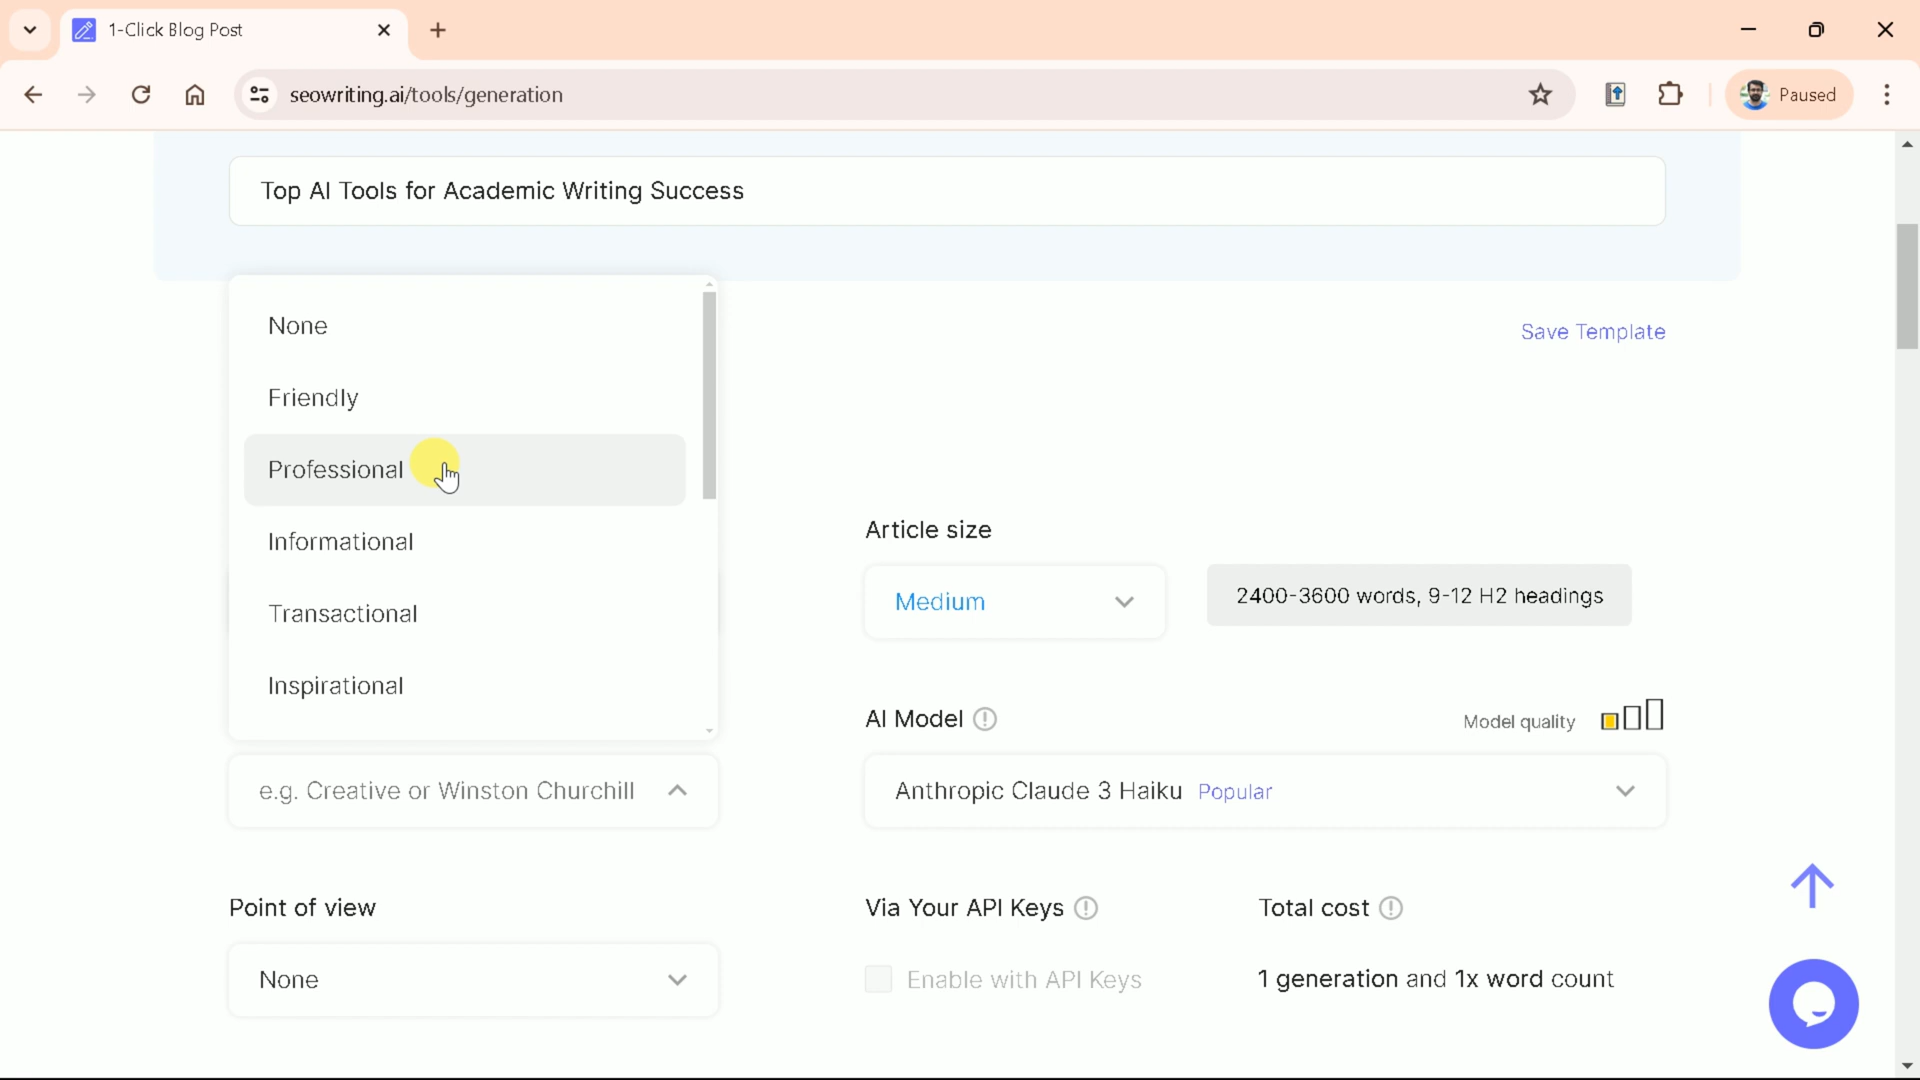 1-Click Blog Post
seowriting.ai/tools/generation
Paused
Top AI Tools for Academic Writing Success
None
Friendly
Professional
Informational
Transactional
Inspirational
e.g. Creative or Winston Churchill
Point of view
None
Save Template
Article size
Medium
2400-3600 words, 9-12 H2 headings
AI Model
Model quality
Anthropic Claude 3 Haiku Popular
Via Your API Keys
Total cost
Enable with API Keys
1 generation and 1x word count